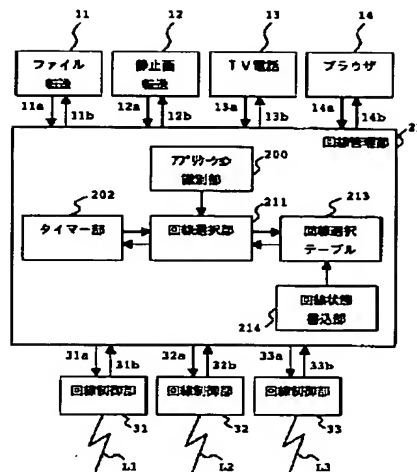 11 12 13 14
ファイル転送
静止画転送
TV電話
ブラウザ
11a 11b 12a 12b 13a 13b 14a 14b
回線管理部
アプリケーション識別部
200
202 211 213
タイマー部
回線選択部
回線選択テーブル
回線状態書込部
214
31a 31b 32a 32b 33a 33b
回線制御部 回線制御部 回線制御部
31 32 33
L1 L2 L3